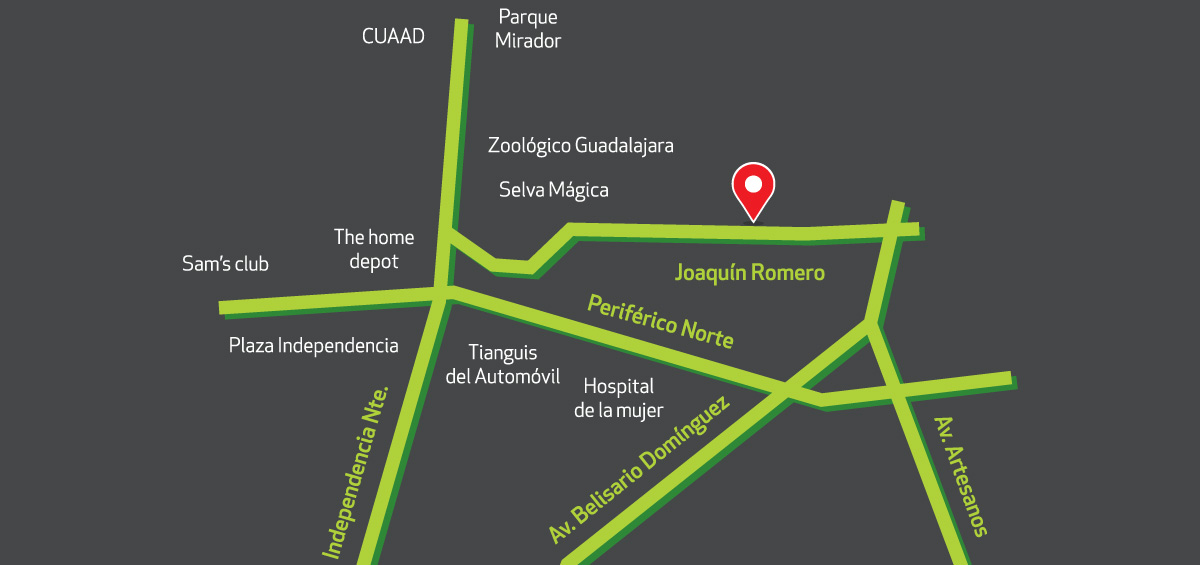 CUAAD
Parque
Mirador
Zoológico Guadalajara
Selva Mágica
The home
depot
Sam's club
Joaquín Romero
Periférico Norte
Plaza Independencia
Tianguis
del Automóvil
Hospital
de la mujer
Independencia Nte.
Av. Belisario Domínguez
Av. Artesanos